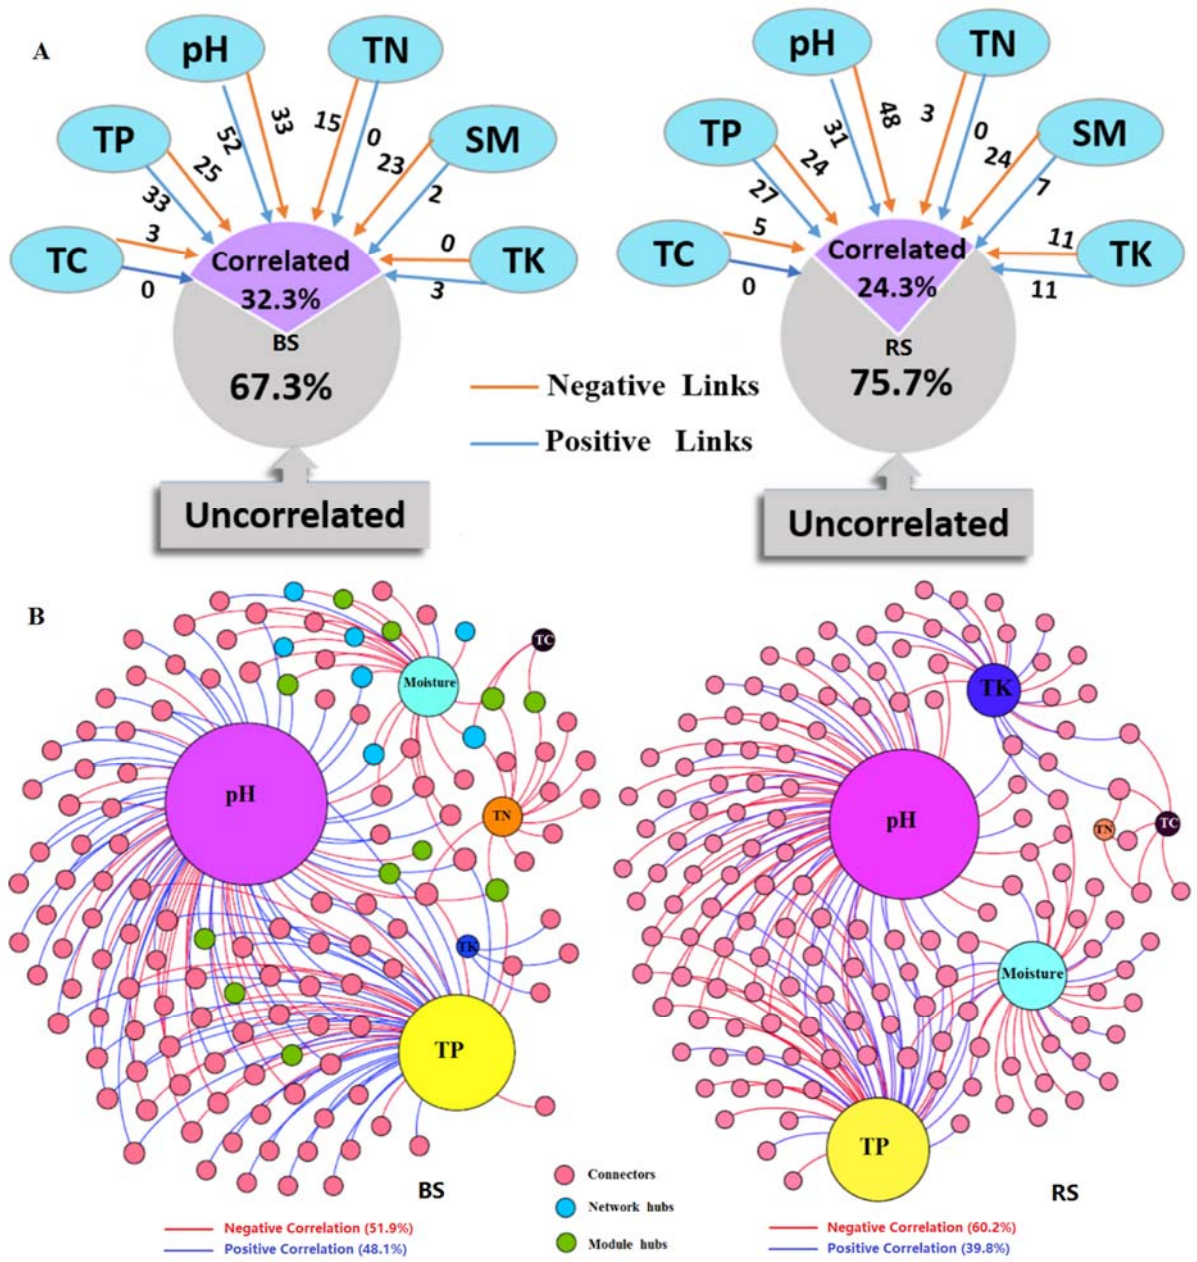 A
pH
TN
TP
SM
TC
TK
33
25
3
0
52
33
15
0
23
2
0
3
Correlated
32.3%
BS
67.3%
Uncorrelated
pH
TN
TP
SM
TC
TK
27
24
5
0
31
48
3
0
24
7
11
11
Correlated
24.3%
RS
75.7%
Uncorrelated
Negative Links
Positive Links
B
Moisture
TC
pH
TN
TK
TP
BS
Negative Correlation (51.9%)
Positive Correlation (48.1%)
Connectors
Network hubs
Module hubs
TK
pH
TN
TC
Moisture
TP
RS
Negative Correlation (60.2%)
Positive Correlation (39.8%)